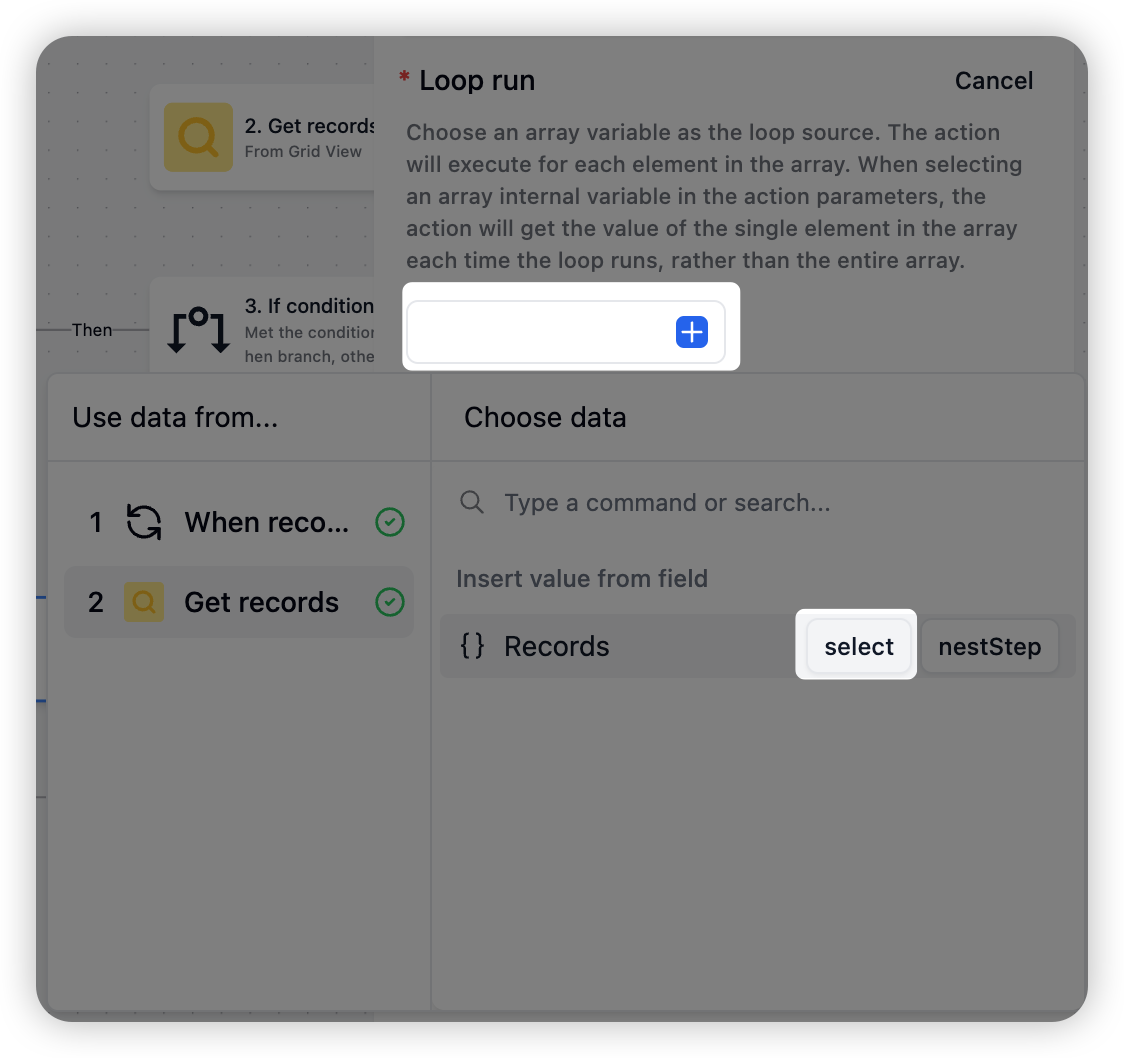 * Loop run
Cancel
Choose an array variable as the loop source. The action
will execute for each element in the array. When selecting
an array internal variable in the action parameters, the
action will get the value of the single element in the array
each time the loop runs, rather than the entire array.
2. Get records
From Grid View
Then
3. If condition
Met the condition
hen branch, othe
Use data from...
Choose data
1 When reco...
2 Get records
Type a command or search...
Insert value from field
{} Records
select
nestStep